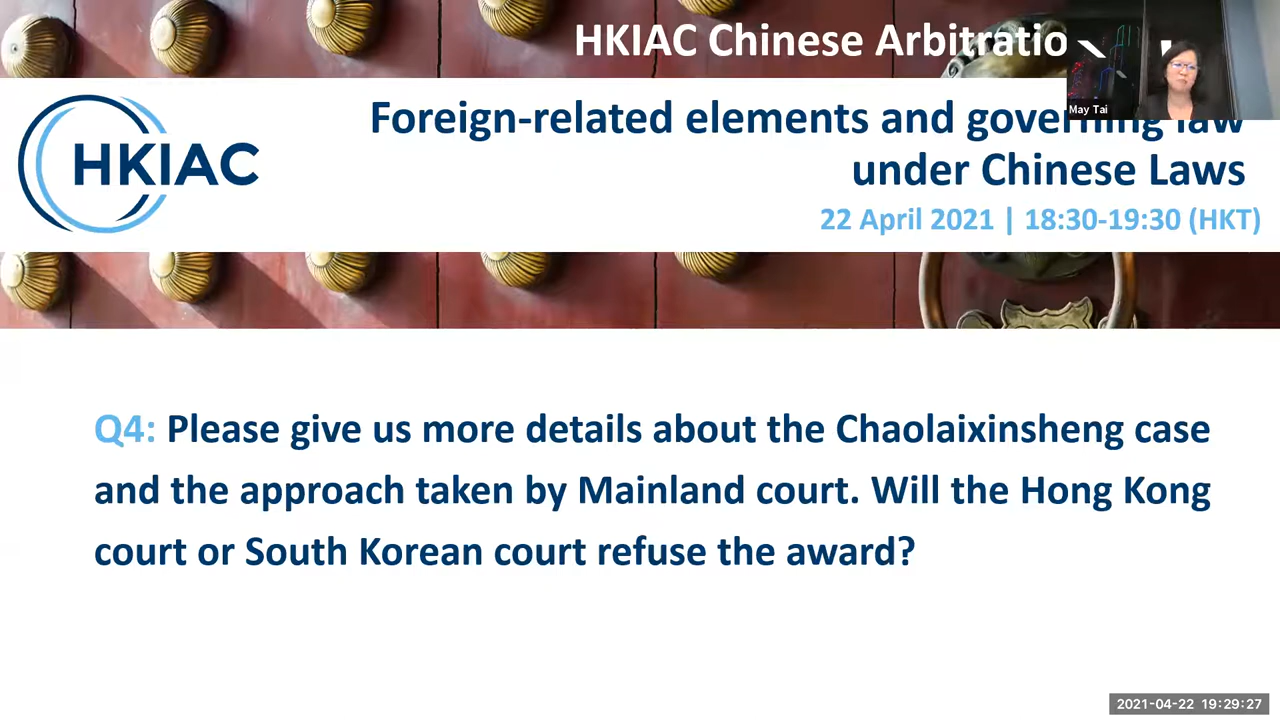 HKIAC Chinese Arbitratio
May Tai
HKIAC
Foreign-related elements and governing law
under Chinese Laws
22 April 2021 | 18:30-19:30 (HKT)
Q4: Please give us more details about the Chaolaixinsheng case
and the approach taken by Mainland court. Will the Hong Kong
court or South Korean court refuse the award?
2021-04-22 19:29:27